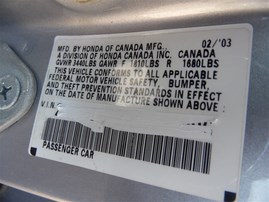 MFD. BY HONDA OF CANADA MFG., 02/'03
A DIVISION OF HONDA CANADA INC. CANADA
GVWR 3440LBS GAWR F 1810LBS R 1680LBS
THIS VEHICLE CONFORMS TO ALL APPLICABLE
FEDERAL MOTOR VEHICLE SAFETY, BUMPER,
AND THEFT PREVENTION STANDARDS IN EFFECT ON
THE DATE OF MANUFACTURE SHOWN ABOVE.
V.I.N.
PASSENGER CAR